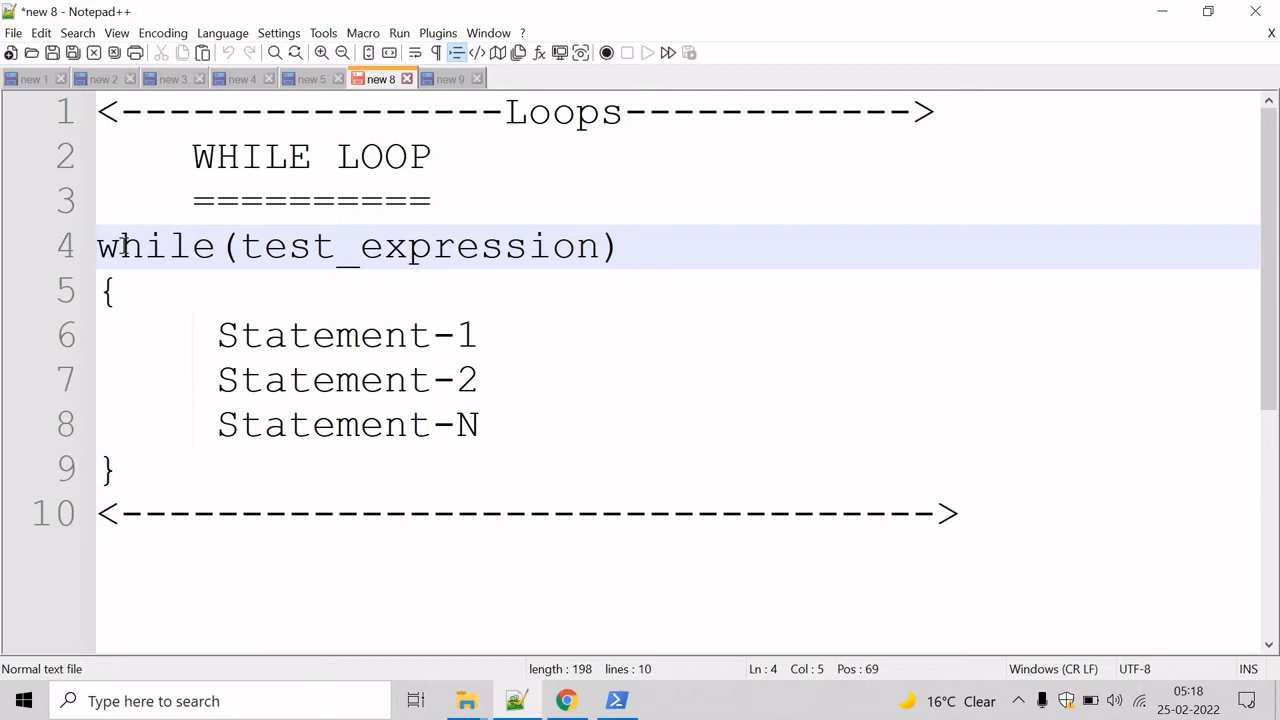 *new 8 - Notepad++
File Edit Search View Encoding Language Settings Tools Macro Run Plugins Window ? X
new 1 new 2 new 3 new 4 new 5 new 8 new 9
1 <----------------Loops------------>
2 WHILE LOOP
3 ==========
4 while(test_expression)
5 {
6 Statement-1
7 Statement-2
8 Statement-N
9 }
10 <---------------------------------->
Normal text file length : 198 lines : 10 Ln : 4 Col : 5 Pos : 69 Windows (CR LF) UTF-8 INS
Type here to search 16°C Clear 05:18
25-02-2022